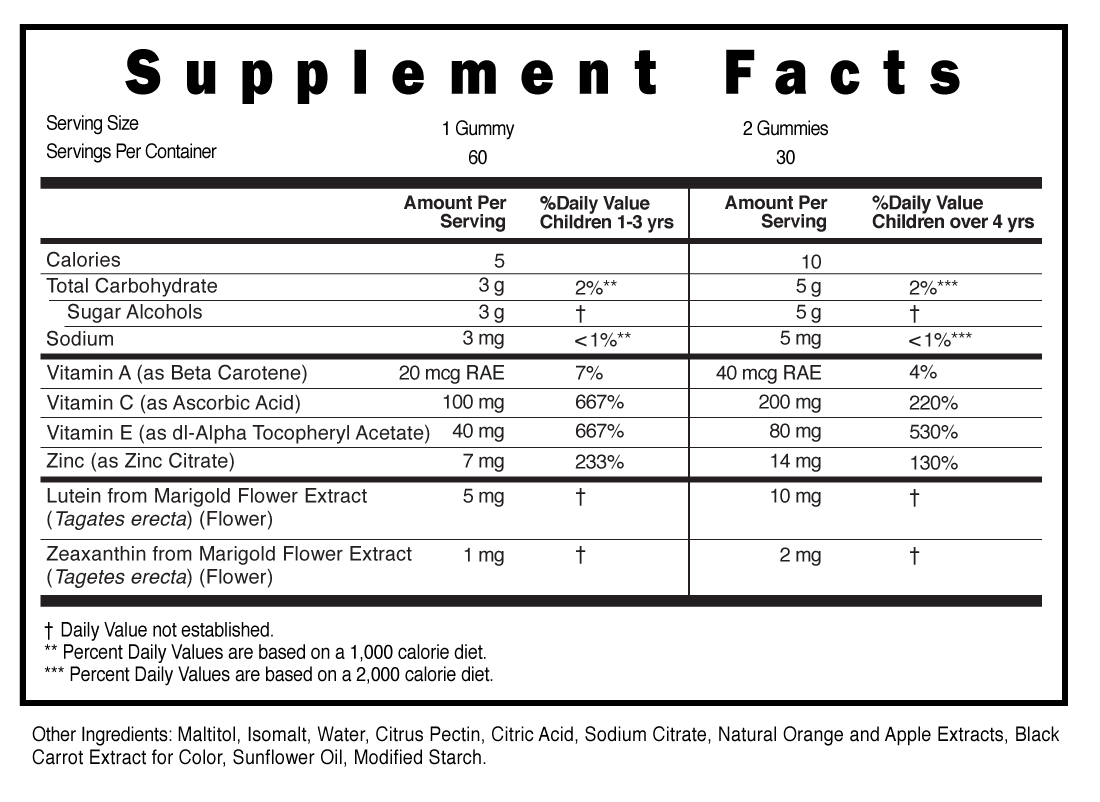 Supplement Facts
Serving Size 1 Gummy 2 Gummies
Servings Per Container 60 30
Amount Per Serving %Daily Value Children 1-3 yrs Amount Per Serving %Daily Value Children over 4 yrs
Calories 5 10
Total Carbohydrate 3 g 2%** 5 g 2%***
Sugar Alcohols 3 g † 5 g †
Sodium 3 mg <1%** 5 mg <1%***
Vitamin A (as Beta Carotene) 20 mcg RAE 7% 40 mcg RAE 4%
Vitamin C (as Ascorbic Acid) 100 mg 667% 200 mg 220%
Vitamin E (as dl-Alpha Tocopheryl Acetate) 40 mg 667% 80 mg 530%
Zinc (as Zinc Citrate) 7 mg 233% 14 mg 130%
Lutein from Marigold Flower Extract 5 mg † 10 mg †
(Tagates erecta) (Flower)
Zeaxanthin from Marigold Flower Extract 1 mg † 2 mg †
(Tagetes erecta) (Flower)
† Daily Value not established.
** Percent Daily Values are based on a 1,000 calorie diet.
*** Percent Daily Values are based on a 2,000 calorie diet.
Other Ingredients: Maltitol, Isomalt, Water, Citrus Pectin, Citric Acid, Sodium Citrate, Natural Orange and Apple Extracts, Black
Carrot Extract for Color, Sunflower Oil, Modified Starch.